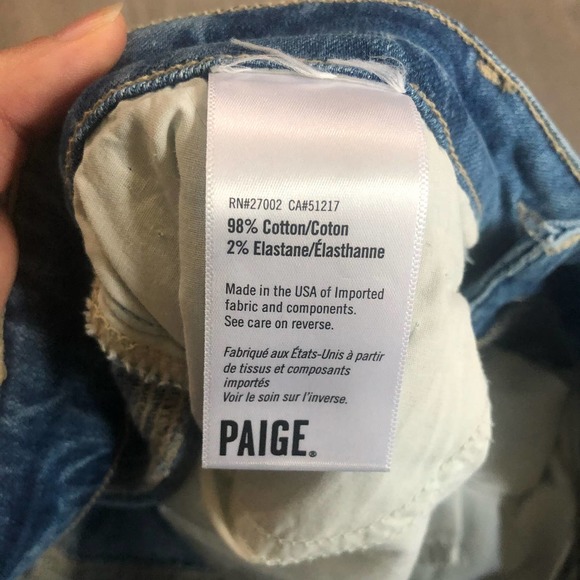 RN#27002 CA#51217
98% Cotton/Coton
2% Elastane/Élasthanne
Made in the USA of Imported
fabric and components.
See care on reverse.
Fabriqué aux États-Unis à partir
de tissus et composants
importés
Voir le soin sur l'inverse.
PAIGE®